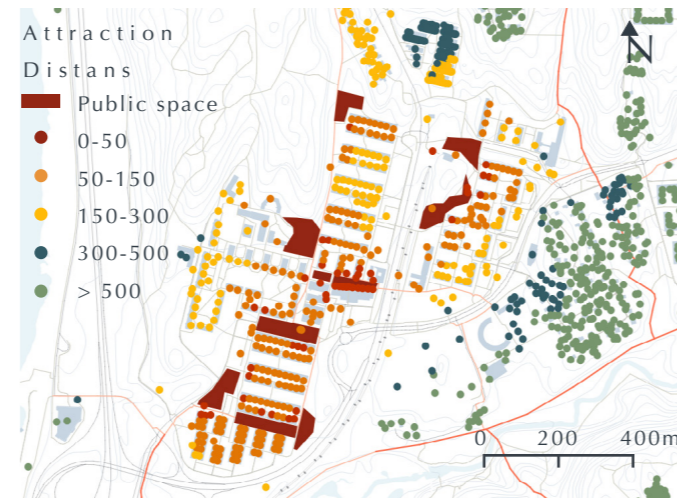 Attraction
Distans
Public space
0-50
50-150
150-300
300-500
> 500
N
0 200 400m